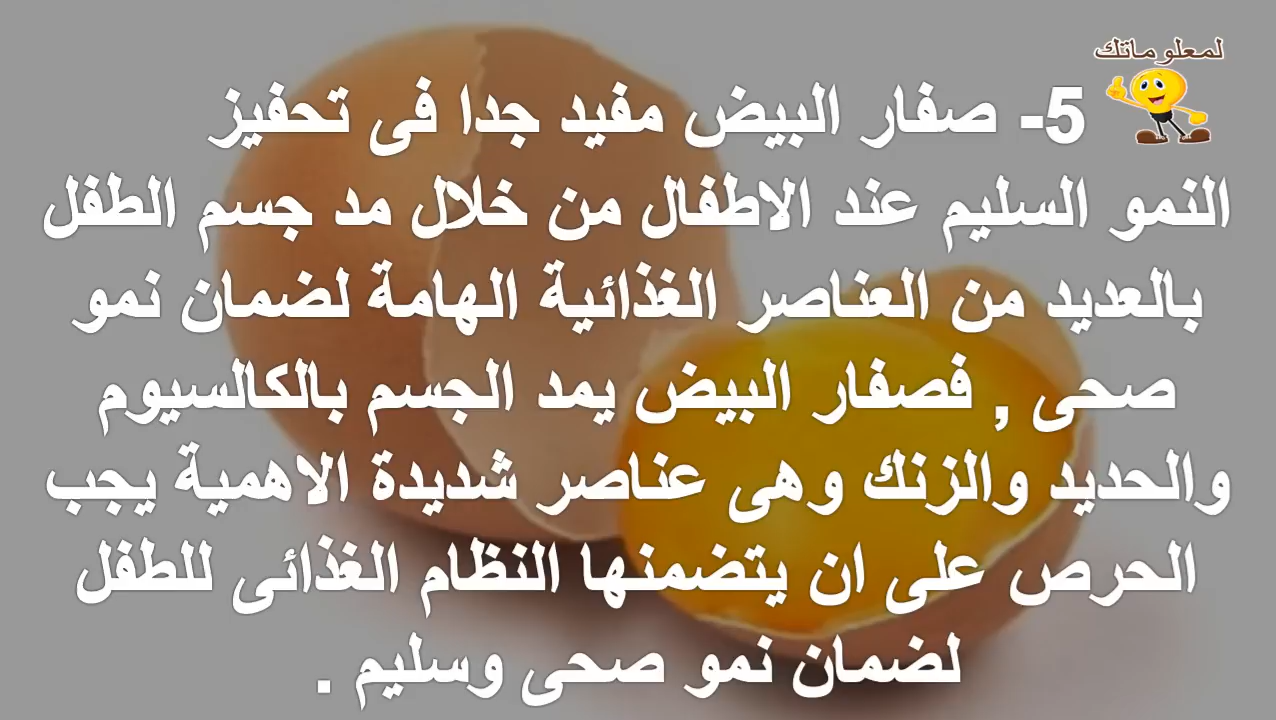 لمعلوماتك
5- صفار البيض مفيد جدا فى تحفيز
النمو السليم عند الاطفال من خلال مد جسم الطفل
بالعديد من العناصر الغذائية الهامة لضمان نمو
صحى , فصفار البيض يمد الجسم بالكالسيوم
والحديد والزنك وهى عناصر شديدة الاهمية يجب
الحرص على ان يتضمنها النظام الغذائى للطفل
لضمان نمو صحى وسليم .